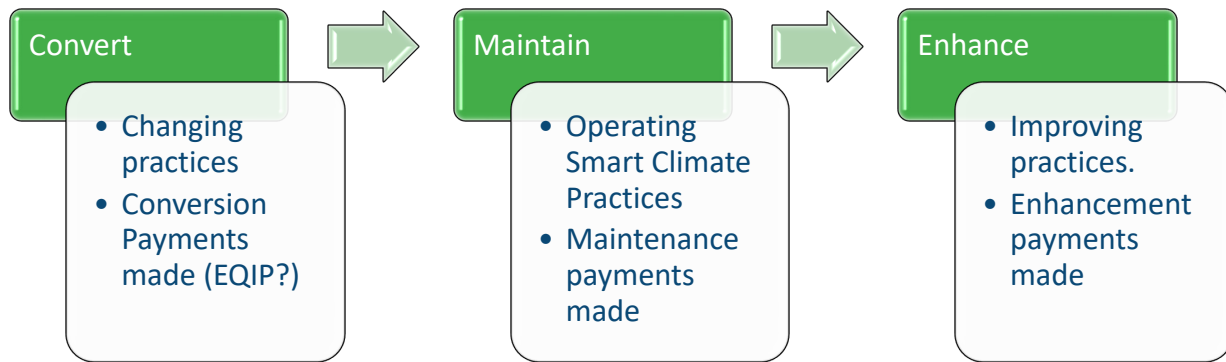 Convert
• Changing
practices
• Conversion
Payments
made (EQIP?)
Maintain
• Operating
Smart Climate
Practices
• Maintenance
payments
made
Enhance
• Improving
practices.
• Enhancement
payments
made